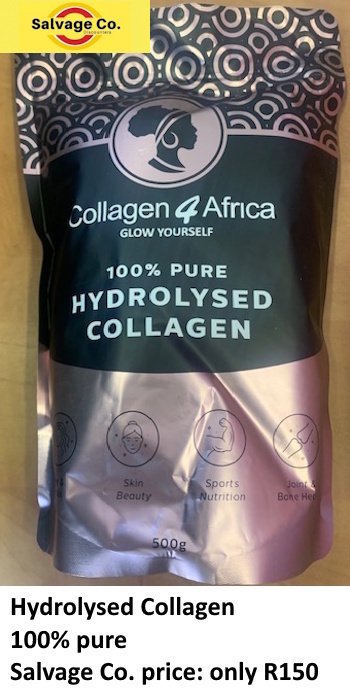 Salvage Co.
Collagen 4 Africa
GLOW YOURSELF
100% PURE
HYDROLYSED
COLLAGEN
Skin
Beauty
Sports
Nutrition
Joint &
Bone
500g
Hydrolysed Collagen
100% pure
Salvage Co. price: only R150